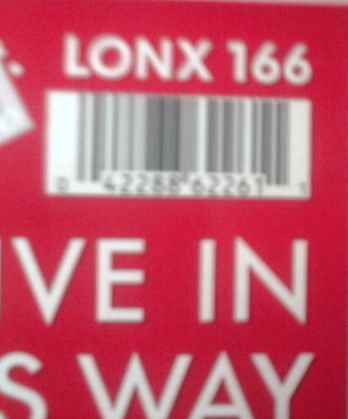 LONX 166
0 42288 62261 1
IVE IN
S WAY